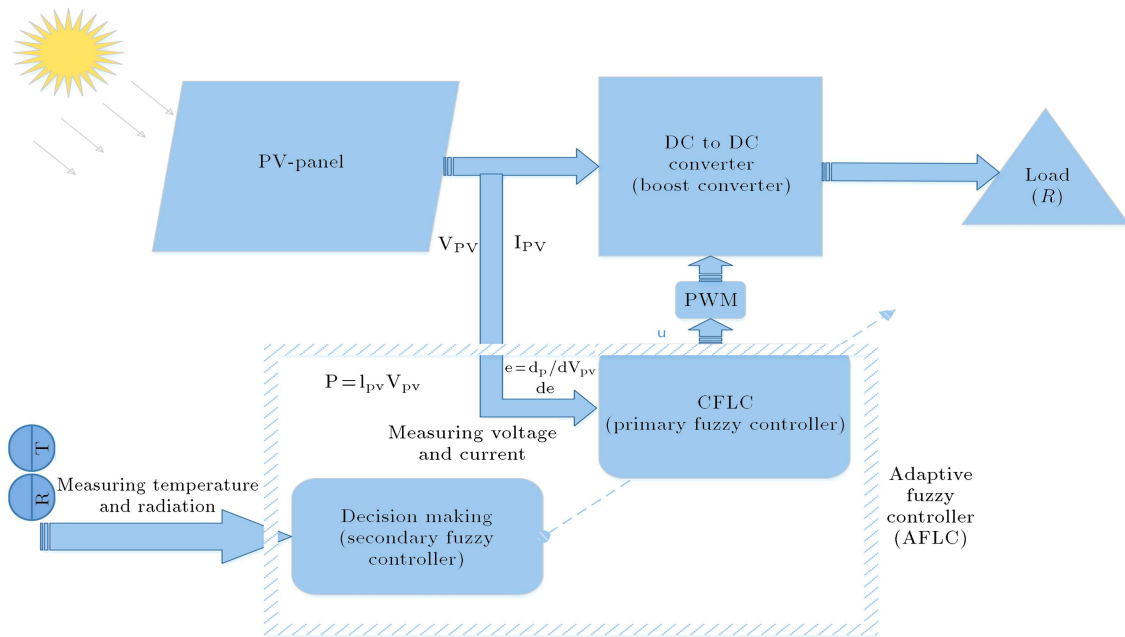 PV-panel
DC to DC
converter
(boost converter)
Load
(R)
V_PV
I_PV
PWM
u
P=l_pv V_pv
e=d_p/dV_pv
de
CFLC
(primary fuzzy controller)
Measuring voltage
and current
T
R
Measuring temperature
and radiation
Decision making
(secondary fuzzy
controller)
Adaptive
fuzzy
controller
(AFLC)